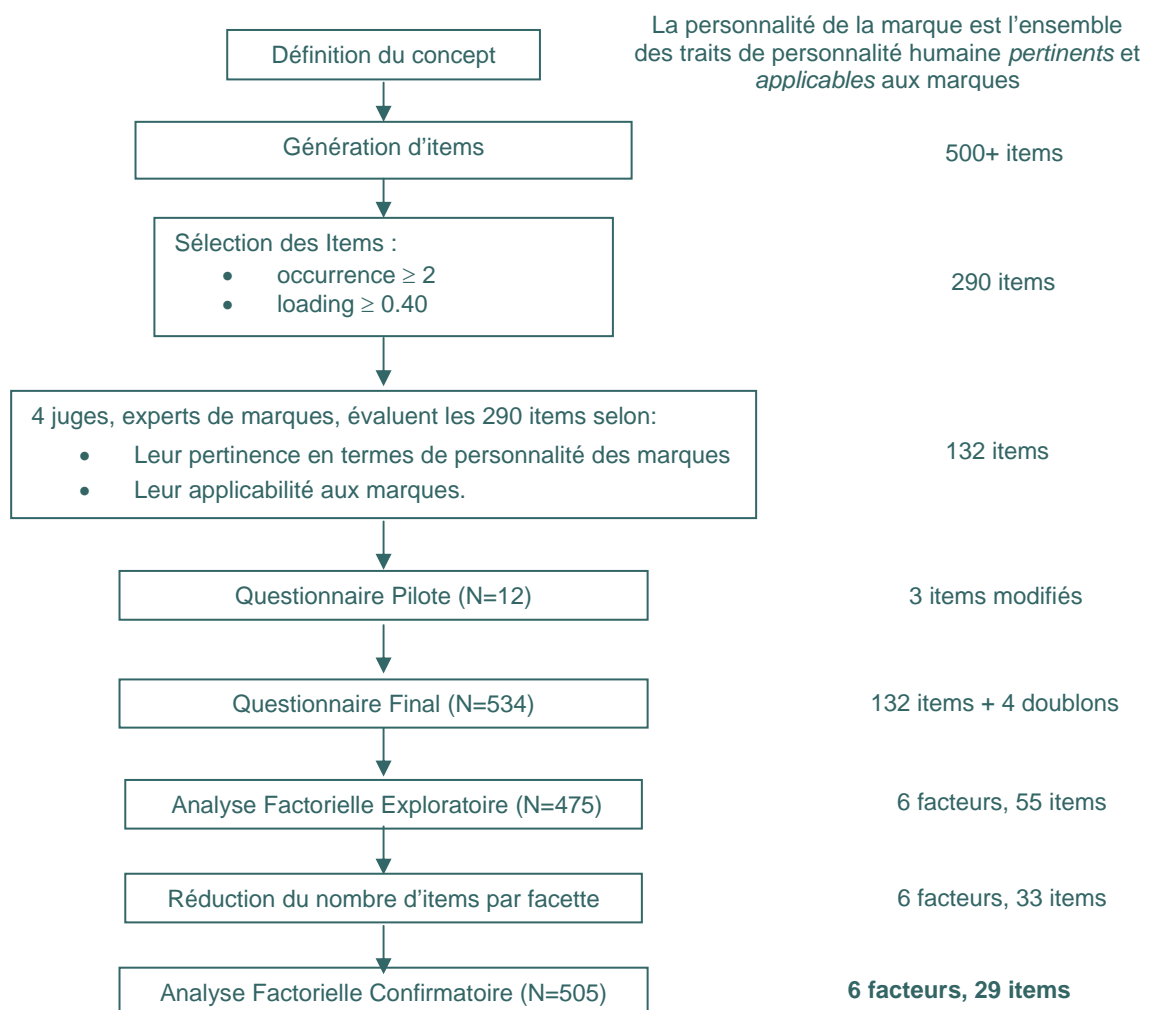 La personnalité de la marque est l’ensemble
des traits de personnalité humaine pertinents et
applicables aux marques
Définition du concept
Génération d’items
500+ items
Sélection des Items :
• occurrence ≥ 2
• loading ≥ 0.40
290 items
4 juges, experts de marques, évaluent les 290 items selon:
• Leur pertinence en termes de personnalité des marques
• Leur applicabilité aux marques.
132 items
Questionnaire Pilote (N=12)
3 items modifiés
Questionnaire Final (N=534)
132 items + 4 doublons
Analyse Factorielle Exploratoire (N=475)
6 facteurs, 55 items
Réduction du nombre d’items par facette
6 facteurs, 33 items
Analyse Factorielle Confirmatoire (N=505)
6 facteurs, 29 items